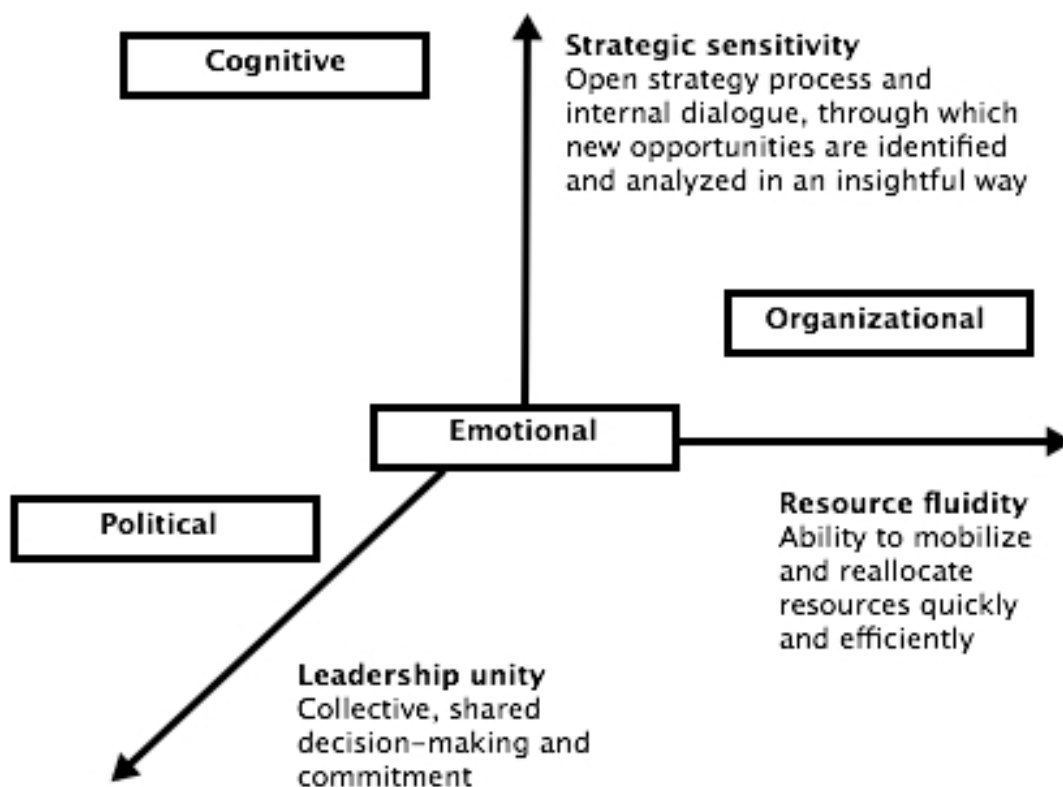 Cognitive
Strategic sensitivity
Open strategy process and
internal dialogue, through which
new opportunities are identified
and analyzed in an insightful way
Organizational
Emotional
Political
Resource fluidity
Ability to mobilize
and reallocate
resources quickly
and efficiently
Leadership unity
Collective, shared
decision-making and
commitment